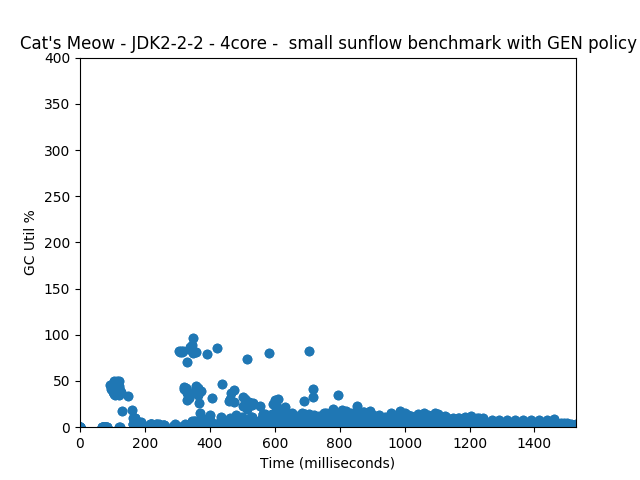 Cat's Meow - JDK2-2-2 - 4core -  small sunflow benchmark with GEN policy
400
350
300
250
200
150
100
50
0
GC Util %
0 200 400 600 800 1000 1200 1400
Time (milliseconds)